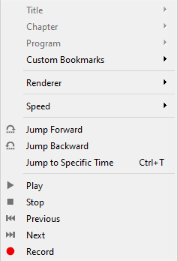 Title
Chapter
Program
Custom Bookmarks
Renderer
Speed
Jump Forward
Jump Backward
Jump to Specific Time Ctrl+T
Play
Stop
Previous
Next
Record